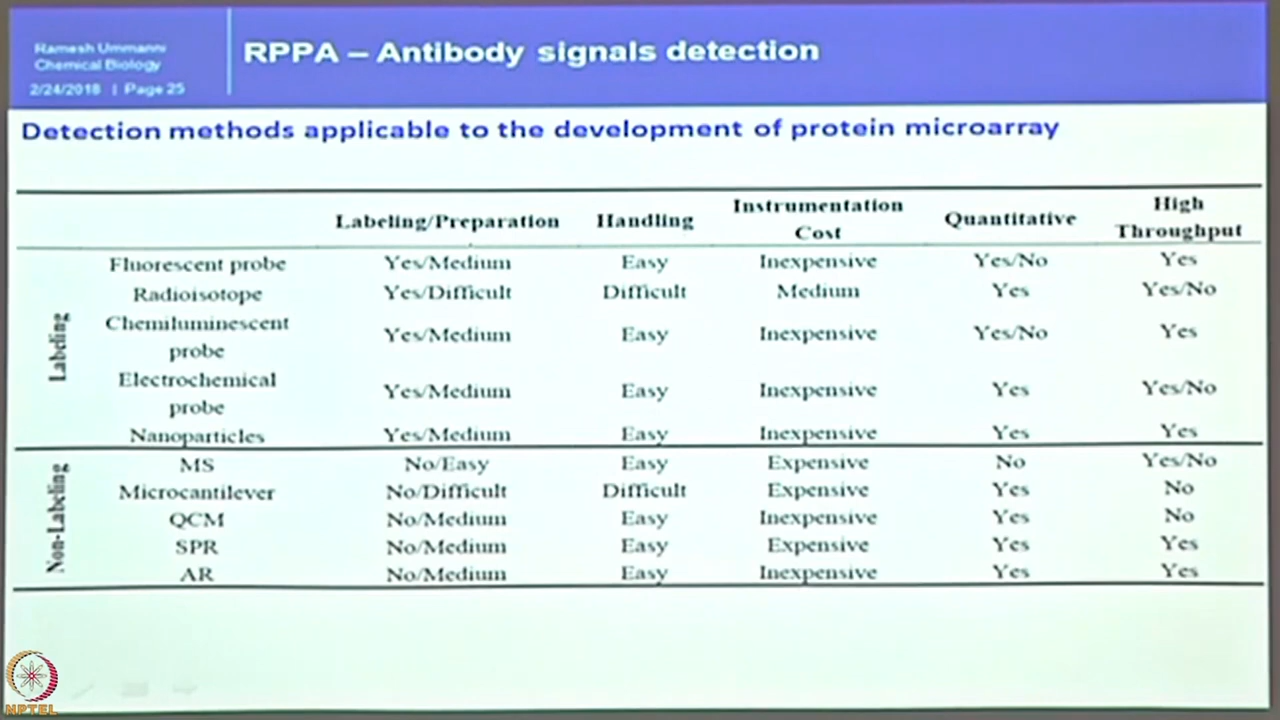 Ramesh Ummanni
Chemical Biology
2/24/2018 | Page 25
RPPA – Antibody signals detection
Detection methods applicable to the development of protein microarray
Labeling/Preparation Handling Instrumentation Cost Quantitative High Throughput
Labeling
Fluorescent probe Yes/Medium Easy Inexpensive Yes/No Yes
Radioisotope Yes/Difficult Difficult Medium Yes Yes/No
Chemiluminescent probe Yes/Medium Easy Inexpensive Yes/No Yes
Electrochemical probe Yes/Medium Easy Inexpensive Yes Yes/No
Nanoparticles Yes/Medium Easy Inexpensive Yes Yes
Non-Labeling
MS No/Easy Easy Expensive No Yes/No
Microcantilever No/Difficult Difficult Expensive Yes No
QCM No/Medium Easy Inexpensive Yes No
SPR No/Medium Easy Expensive Yes Yes
AR No/Medium Easy Inexpensive Yes Yes
NPTEL